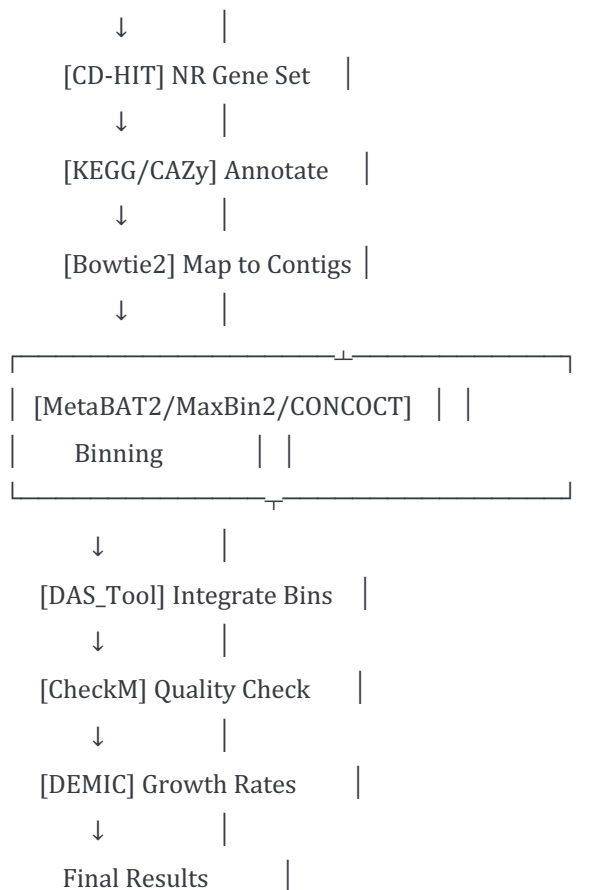 ↓ │
[CD-HIT] NR Gene Set │
↓ │
[KEGG/CAZy] Annotate │
↓ │
[Bowtie2] Map to Contigs │
↓ │
┌─────────────────┴───────────┐
│ [MetaBAT2/MaxBin2/CONCOCT] │ │
│ Binning │ │
└─────────────┬───────────────┘
↓ │
[DAS_Tool] Integrate Bins │
↓ │
[CheckM] Quality Check │
↓ │
[DEMIC] Growth Rates │
↓ │
Final Results │